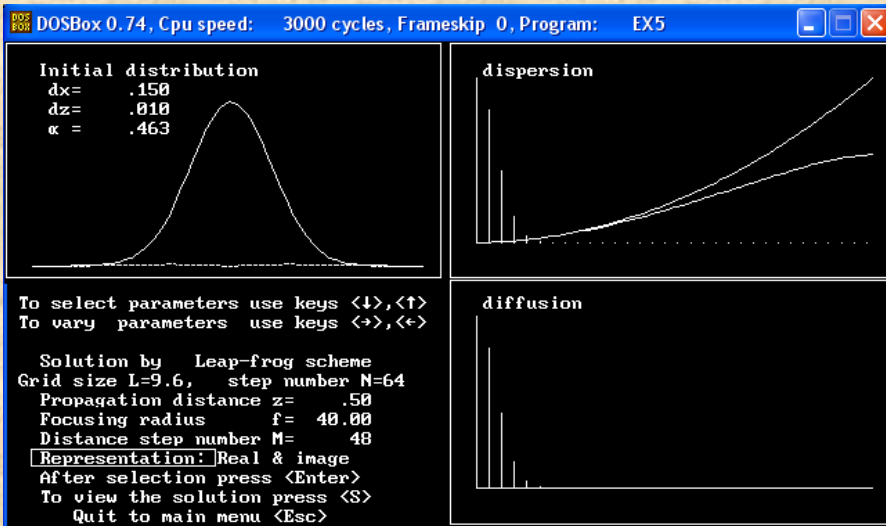 DOS BOX DOSBox 0.74, Cpu speed: 3000 cycles, Frameskip 0, Program: EX5
Initial distribution
dx= .150
dz= .010
α = .463
dispersion
To select parameters use keys <↓>,<↑>
To vary parameters use keys <→>,<←>
Solution by Leap-frog scheme
Grid size L=9.6, step number N=64
Propagation distance z= .50
Focusing radius f= 40.00
Distance step number M= 48
Representation: Real & image
After selection press <Enter>
To view the solution press <S>
Quit to main menu <Esc>
diffusion